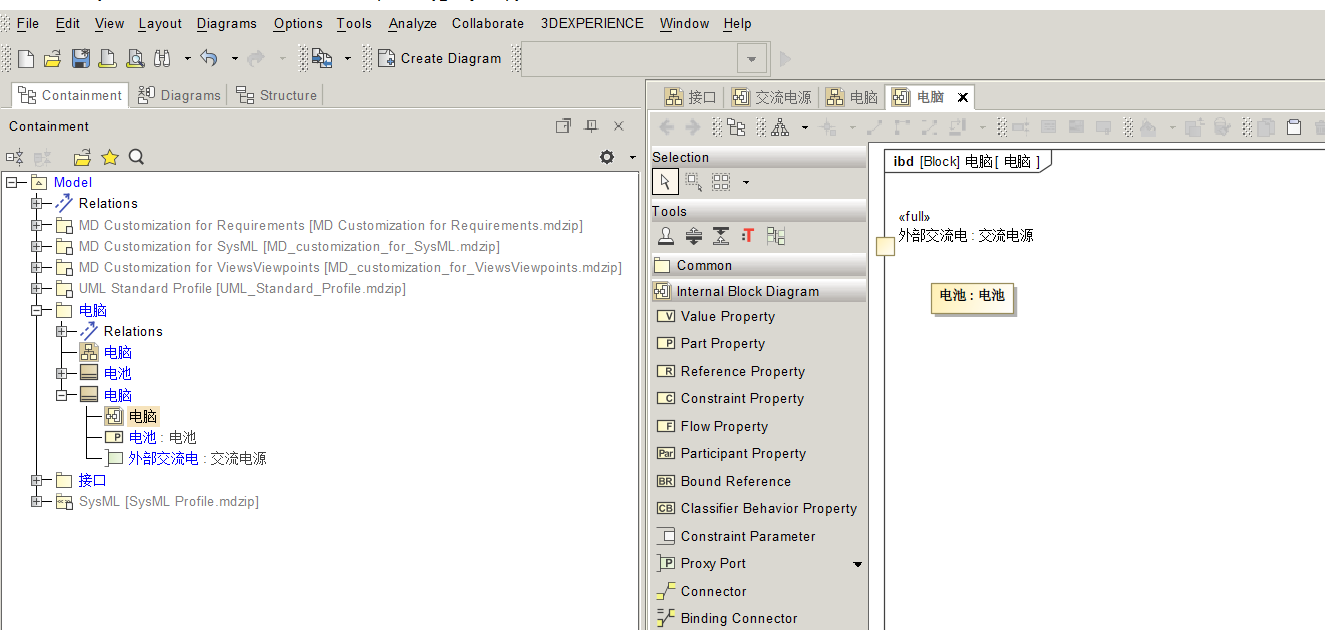 File Edit View Layout Diagrams Options Tools Analyze Collaborate 3DEXPERIENCE Window Help
Create Diagram
Containment Diagrams Structure
接口 交流电源 电脑 电脑
Containment
Selection
ibd [Block] 电脑[ 电脑 ]
Model
Relations
MD Customization for Requirements [MD Customization for Requirements.mdzip]
MD Customization for SysML [MD_customization_for_SysML.mdzip]
MD Customization for ViewsViewpoints [MD_customization_for_ViewsViewpoints.mdzip]
UML Standard Profile [UML_Standard_Profile.mdzip]
电脑
Relations
电脑
电池
电脑
电脑
电池 : 电池
外部交流电 : 交流电源
接口
SysML [SysML Profile.mdzip]
Tools
Common
Internal Block Diagram
V Value Property
P Part Property
R Reference Property
C Constraint Property
F Flow Property
Par Participant Property
BR Bound Reference
CB Classifier Behavior Property
Constraint Parameter
P Proxy Port
Connector
Binding Connector
«full»
外部交流电 : 交流电源
电池 : 电池